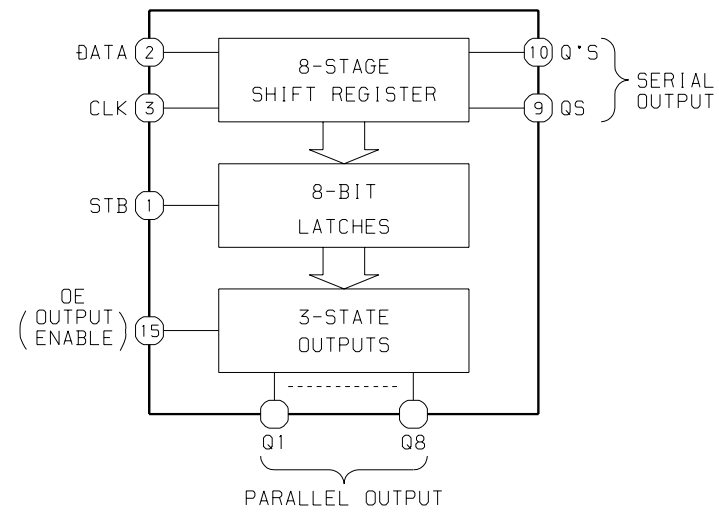 DATA 2
8-STAGE
SHIFT REGISTER
10 Q'S
CLK 3
9 QS
SERIAL
OUTPUT
STB 1
8-BIT
LATCHES
OE
(OUTPUT
ENABLE)
15
3-STATE
OUTPUTS
Q1
Q8
PARALLEL OUTPUT